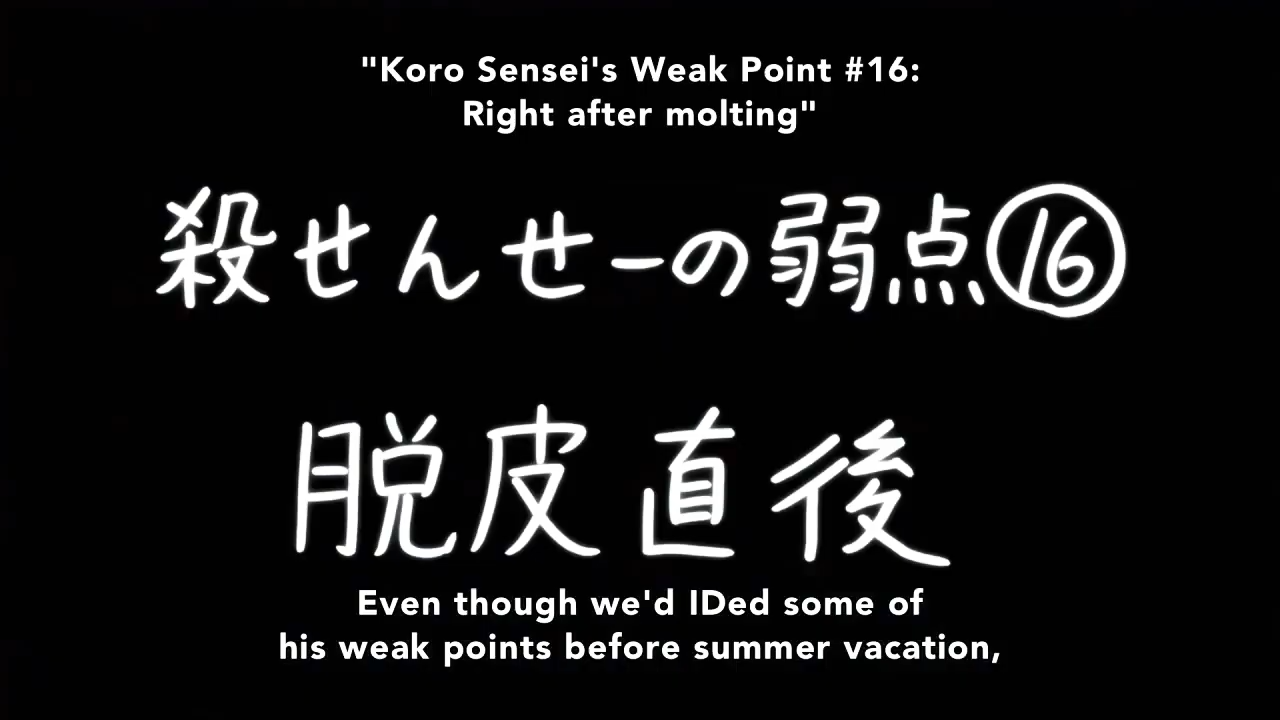 "Koro Sensei's Weak Point #16:
Right after molting"
殺せんせーの弱点⑯
脱皮直後
Even though we'd IDed some of
his weak points before summer vacation,